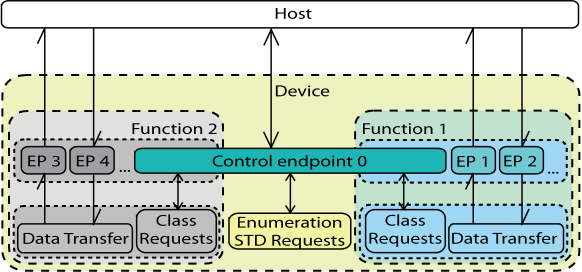 Host
Device
Function 2
Function 1
EP 3
EP 4
...
Control endpoint 0
EP 1
EP 2
...
Data Transfer
Class
Requests
Enumeration
STD Requests
Class
Requests
Data Transfer